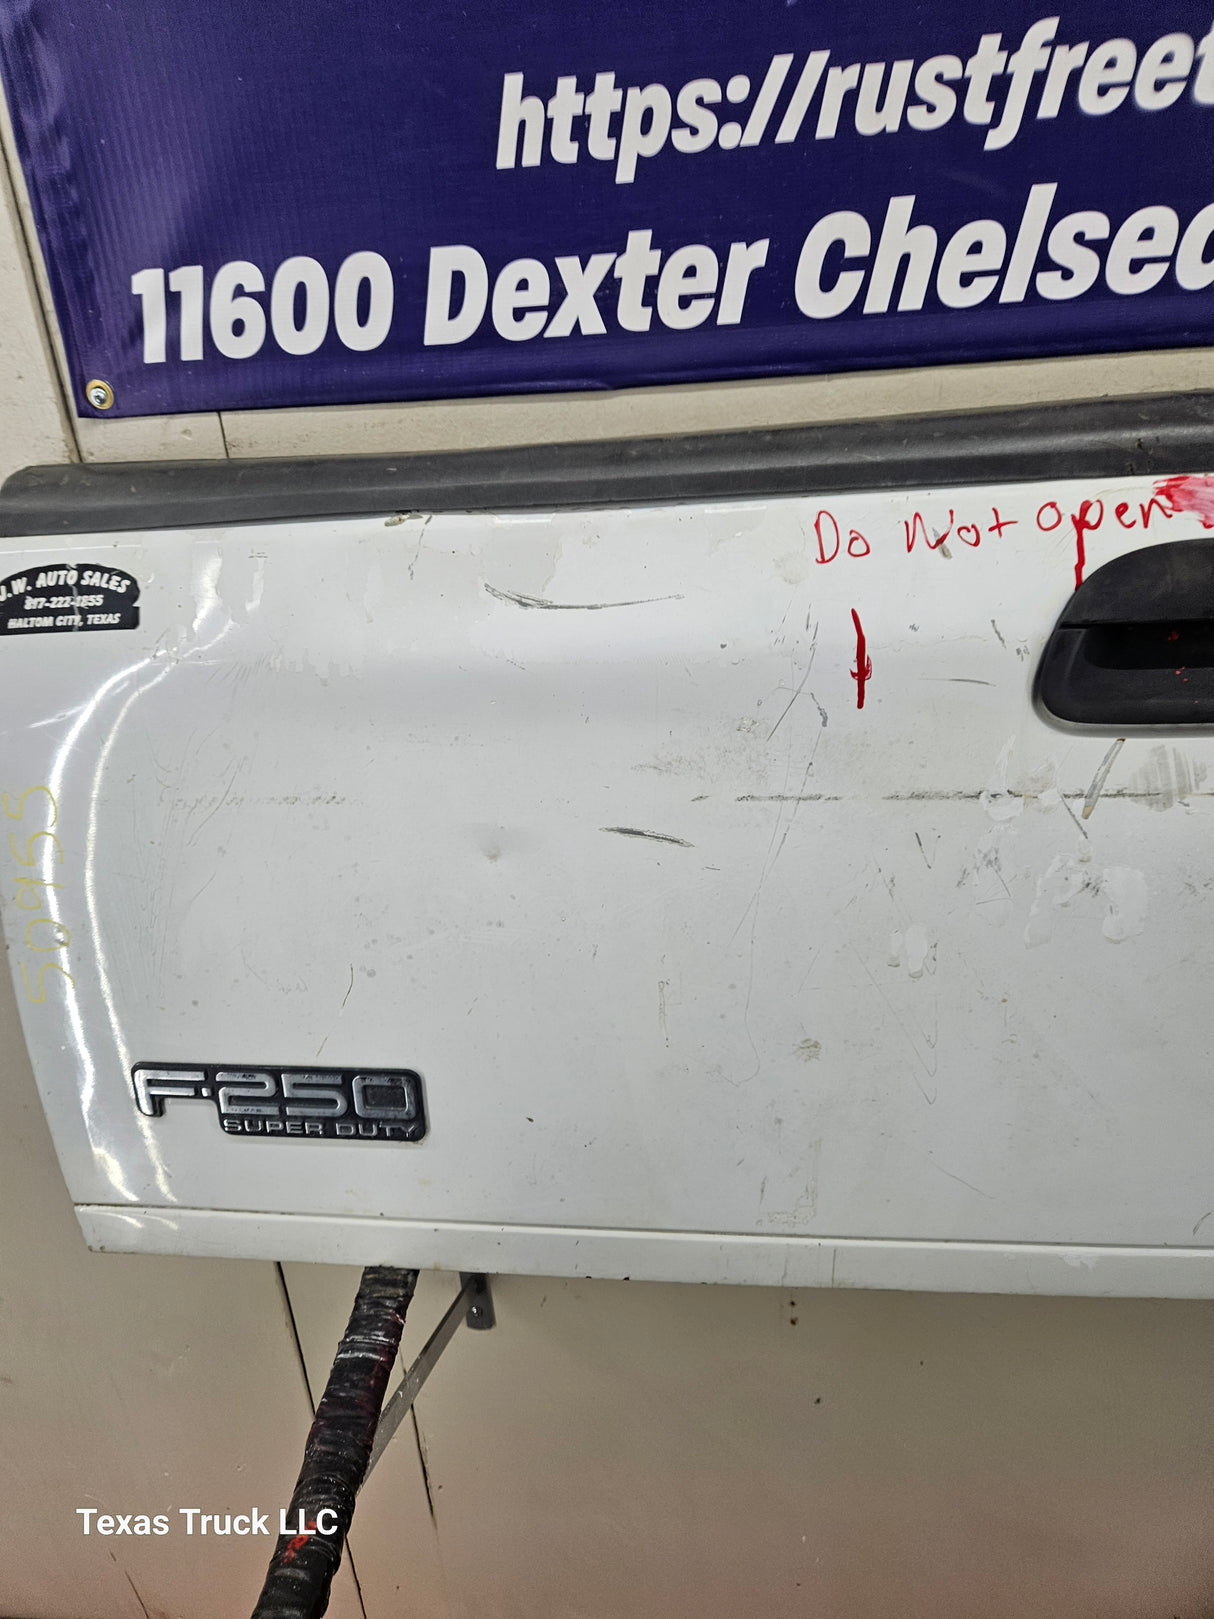 https://rustfreet
11600 Dexter Chelsea
Do Not open
J.W. AUTO SALES
HALTOM CITY, TEXAS
50955
F-250
SUPER DUTY
Texas Truck LLC